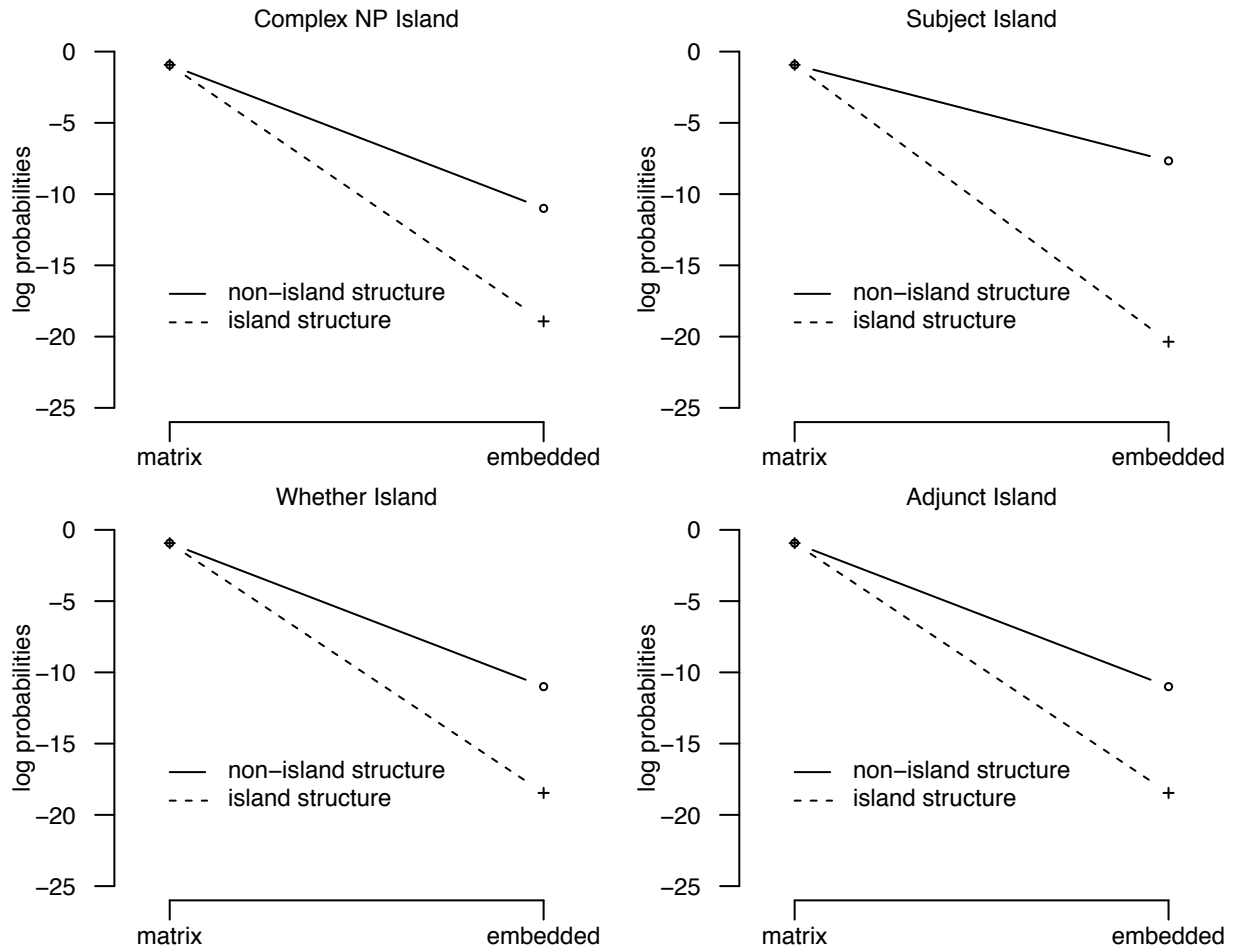 Complex NP Island
log probabilities
0
−5
−10
−15
−20
−25
non−island structure
island structure
matrix
embedded
Subject Island
log probabilities
0
−5
−10
−15
−20
−25
non−island structure
island structure
matrix
embedded
Whether Island
log probabilities
0
−5
−10
−15
−20
−25
non−island structure
island structure
matrix
embedded
Adjunct Island
log probabilities
0
−5
−10
−15
−20
−25
non−island structure
island structure
matrix
embedded